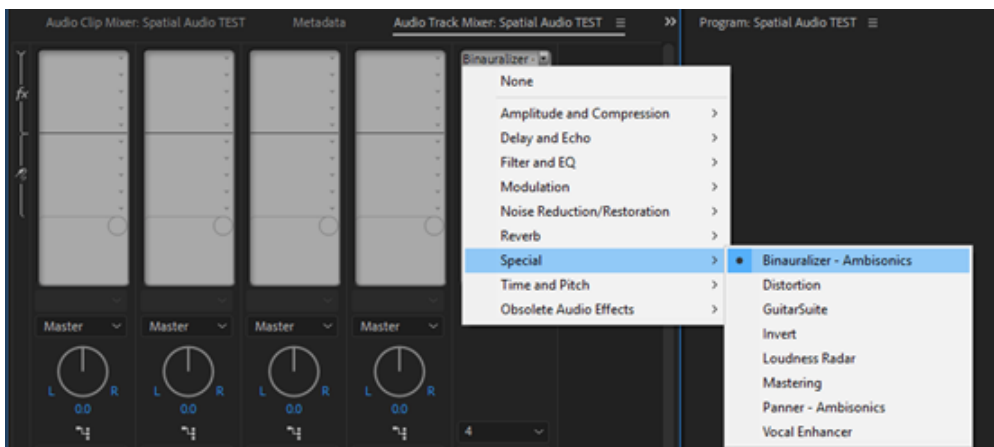 Audio Clip Mixer: Spatial Audio TEST Metadata Audio Track Mixer: Spatial Audio TEST Program: Spatial Audio TEST
fx
Binauralizer -
None
Amplitude and Compression
Delay and Echo
Filter and EQ
Modulation
Noise Reduction/Restoration
Reverb
Special
Time and Pitch
Obsolete Audio Effects
Binauralizer - Ambisonics
Distortion
GuitarSuite
Invert
Loudness Radar
Mastering
Panner - Ambisonics
Vocal Enhancer
Master Master Master Master
L R L R L R L R
0.0 0.0 0.0 0.0
4